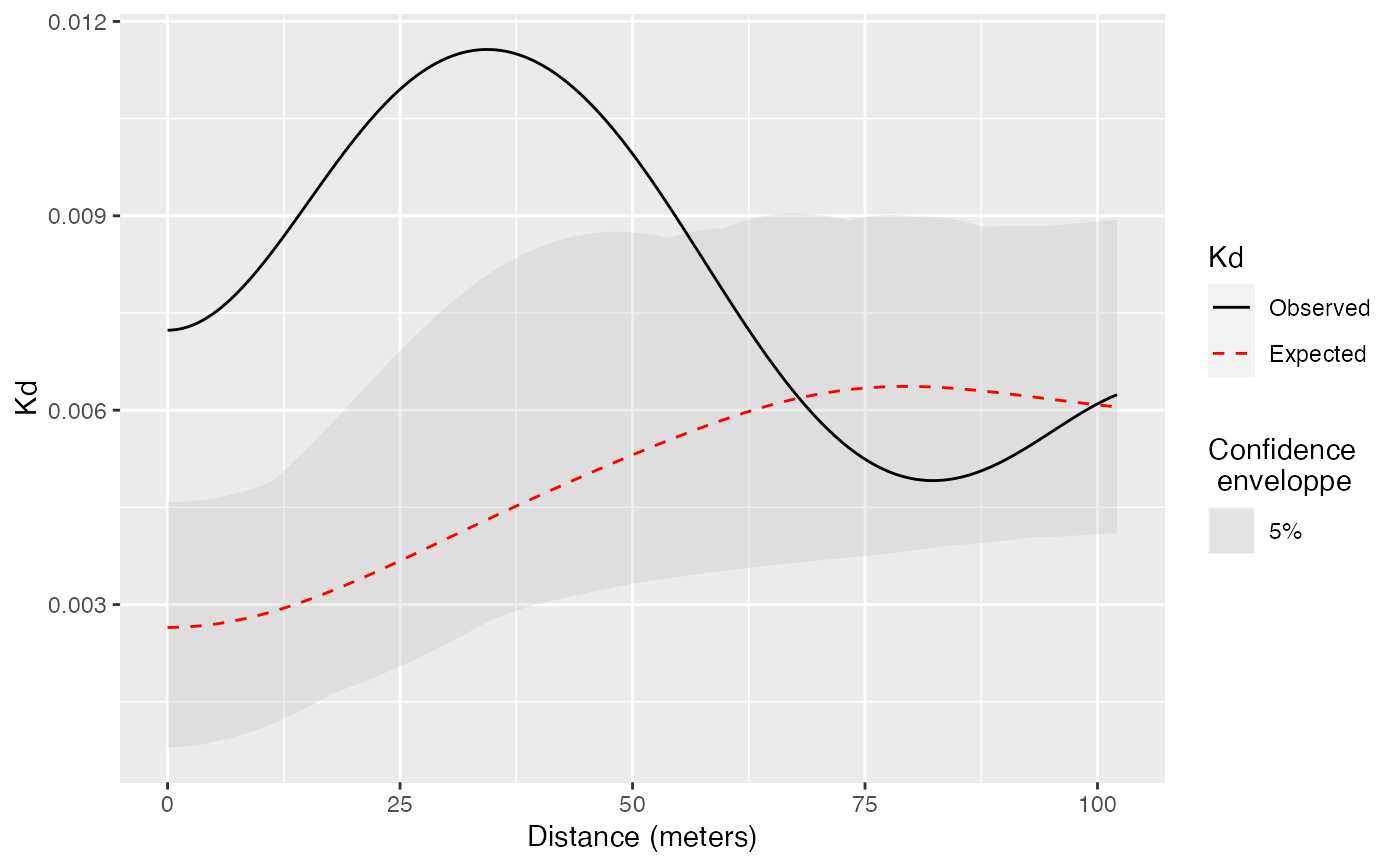 0.012
0.009
0.006
0.003
Kd
0
25
50
75
100
Distance (meters)
Kd
Observed
Expected
Confidence
enveloppe
5%